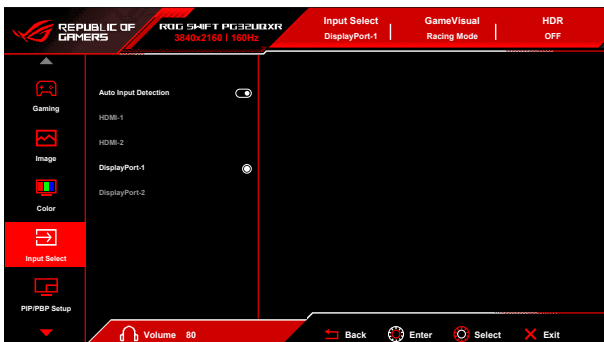 REPUBLIC OF
GAMERS
ROG SWIFT PG32UQXR
3840x2160 | 160Hz
Input Select
DisplayPort-1
GameVisual
Racing Mode
HDR
OFF
Gaming
Image
Color
Input Select
PIP/PBP Setup
Auto Input Detection
HDMI-1
HDMI-2
DisplayPort-1
DisplayPort-2
Volume 80
Back
Enter
Select
Exit